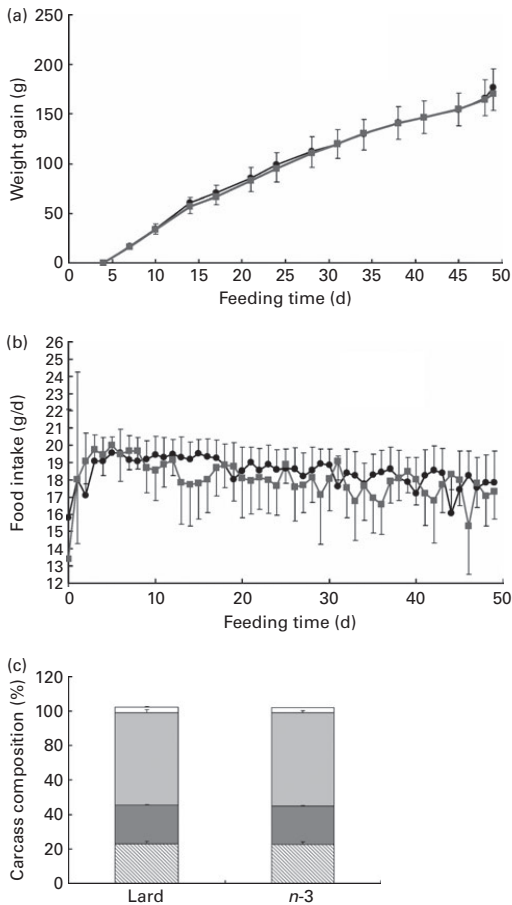 (a)
250
200
150
100
50
0
Weight gain (g)
0 5 10 15 20 25 30 35 40 45 50
Feeding time (d)
(b)
26
25
24
23
22
21
20
19
18
17
16
15
14
13
12
Food intake (g/d)
0 10 20 30 40 50
Feeding time (d)
(c)
120
100
80
60
40
20
0
Carcass composition (%)
Lard n-3